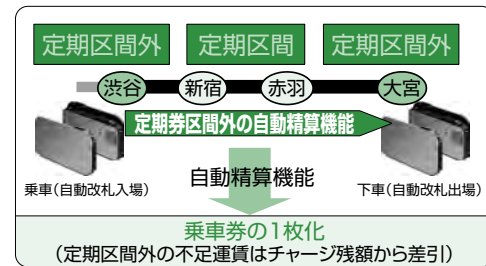 定期区間外 定期区間 定期区間外
渋谷 新宿 赤羽 大宮
定期券区間外の自動精算機能
乗車(自動改札入場) 自動精算機能 下車(自動改札出場)
乗車券の1枚化
(定期区間外の不足運賃はチャージ残額から差引)